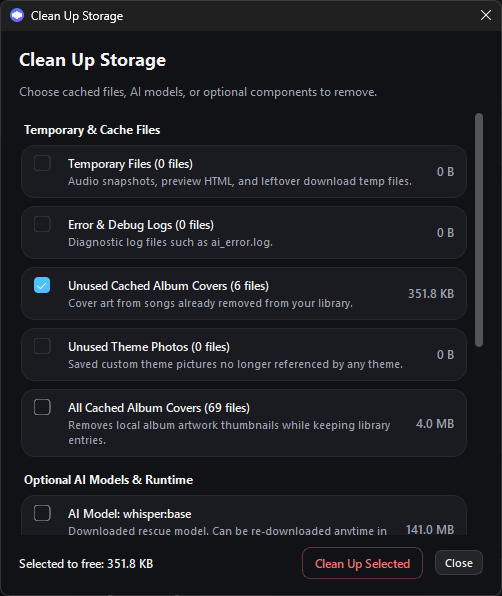 Clean Up Storage
Clean Up Storage
Choose cached files, AI models, or optional components to remove.
Temporary & Cache Files
Temporary Files (0 files)
Audio snapshots, preview HTML, and leftover download temp files.
0 B
Error & Debug Logs (0 files)
Diagnostic log files such as ai_error.log.
0 B
Unused Cached Album Covers (6 files)
Cover art from songs already removed from your library.
351.8 KB
Unused Theme Photos (0 files)
Saved custom theme pictures no longer referenced by any theme.
0 B
All Cached Album Covers (69 files)
Removes local album artwork thumbnails while keeping library
entries.
4.0 MB
Optional AI Models & Runtime
AI Model: whisper:base
Downloaded rescue model. Can be re-downloaded anytime in
141.0 MB
Selected to free: 351.8 KB
Clean Up Selected
Close